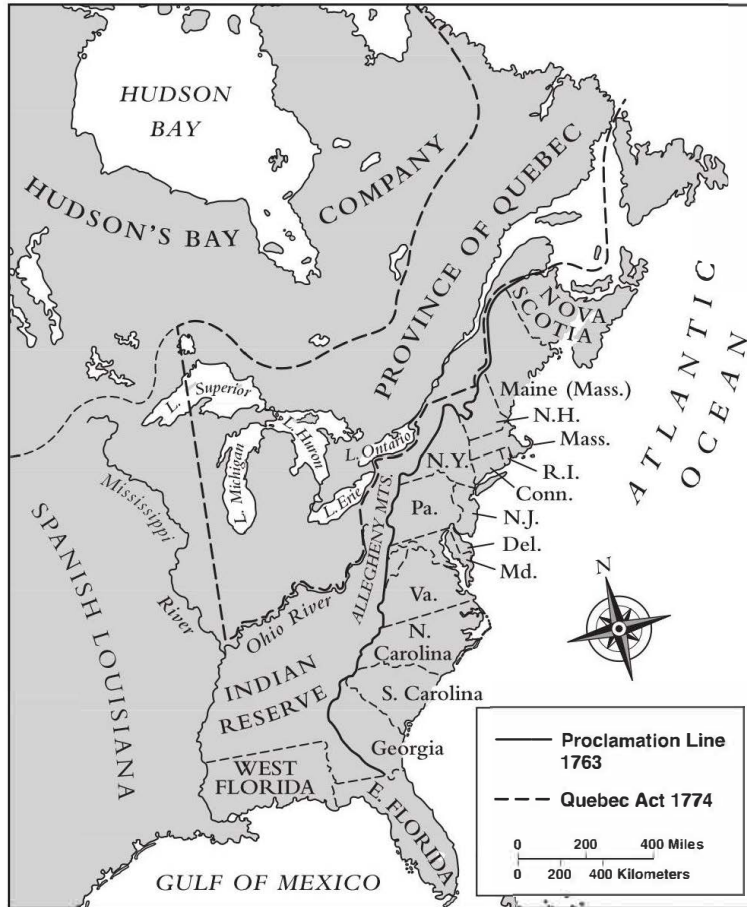 HUDSON
BAY
HUDSON'S BAY
COMPANY
PROVINCE OF QUEBEC
NOVA
SCOTIA
ATLANTIC
OCEAN
L. Superior
L. Huron
L. Michigan
L. Ontario
L. Erie
Maine (Mass.)
N.H.
Mass.
R.I.
Conn.
N.Y.
Pa.
N.J.
Del.
Md.
Va.
N.
Carolina
S. Carolina
Georgia
ALLEGHENY MTS.
Mississippi
River
Ohio River
SPANISH LOUISIANA
INDIAN
RESERVE
WEST
FLORIDA
E. FLORIDA
GULF OF MEXICO
N
Proclamation Line
1763
Quebec Act 1774
0 200 400 Miles
0 200 400 Kilometers